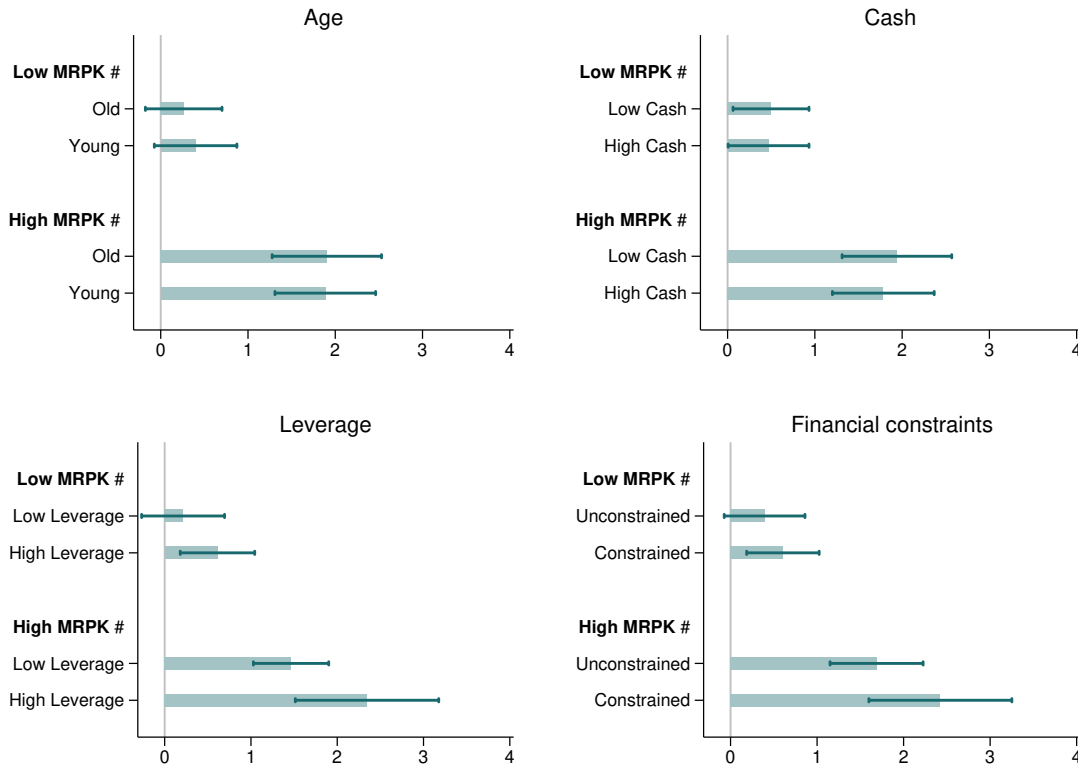 Age
Low MRPK #
Old
Young
High MRPK #
Old
Young
0 1 2 3 4
Cash
Low MRPK #
Low Cash
High Cash
High MRPK #
Low Cash
High Cash
0 1 2 3 4
Leverage
Low MRPK #
Low Leverage
High Leverage
High MRPK #
Low Leverage
High Leverage
0 1 2 3 4
Financial constraints
Low MRPK #
Unconstrained
Constrained
High MRPK #
Unconstrained
Constrained
0 1 2 3 4